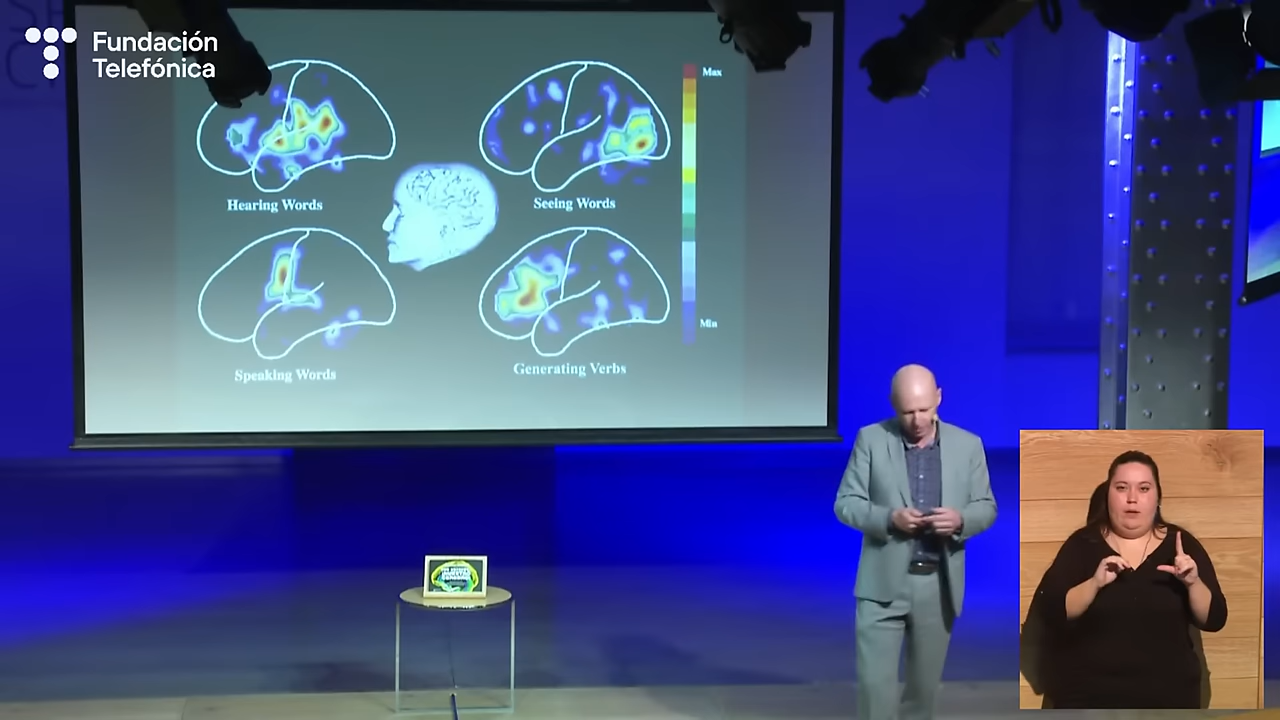 Fundación
Telefónica
Max
Hearing Words
Seeing Words
Min
Speaking Words
Generating Verbs